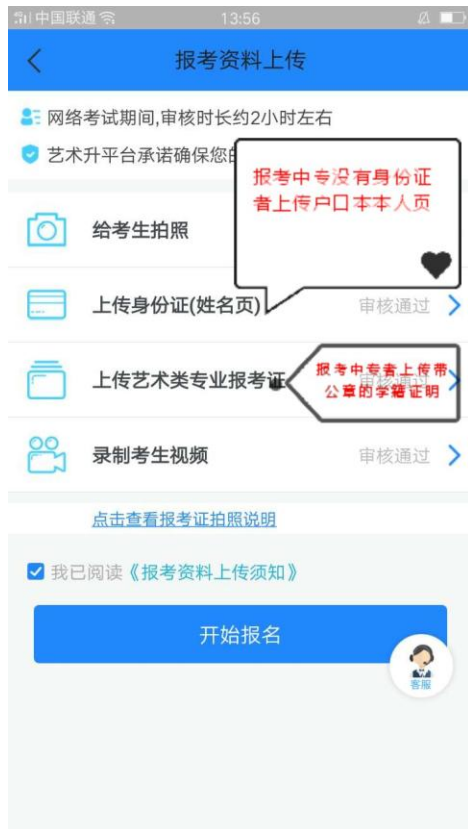 中国联通
13:56
报考资料上传
网络考试期间,审核时长约2小时左右
艺术升平台承诺确保您
报考中专没有身份证
者上传户口本本人页
给考生拍照
上传身份证(姓名页)
审核通过
上传艺术类专业报考证
报考中专者上传带
公章的学籍证明
录制考生视频
审核通过
点击查看报考证拍照说明
我已阅读《报考资料上传须知》
开始报名
客服